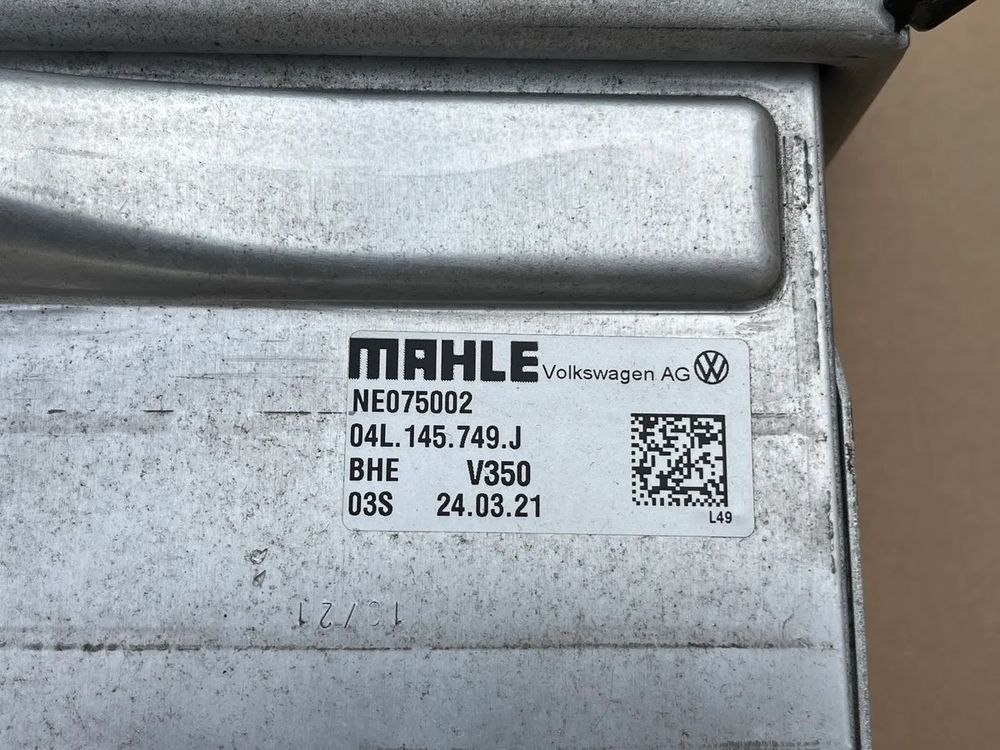 MAHLE Volkswagen AG
NE075002
04L.145.749.J
BHE V350
03S 24.03.21
L49